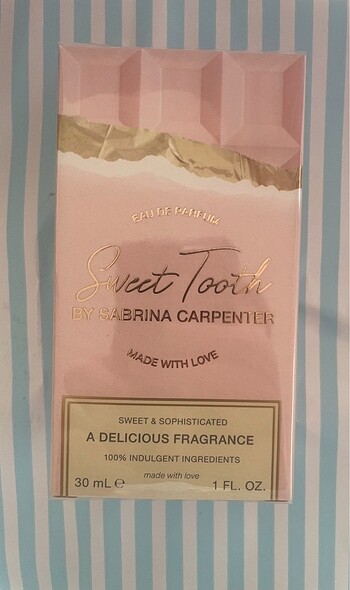 EAU DE PARFUM
Sweet Tooth
BY SABRINA CARPENTER
MADE WITH LOVE
SWEET & SOPHISTICATED
A DELICIOUS FRAGRANCE
100% INDULGENT INGREDIENTS
made with love
30 mL ℮ 1 FL. OZ.